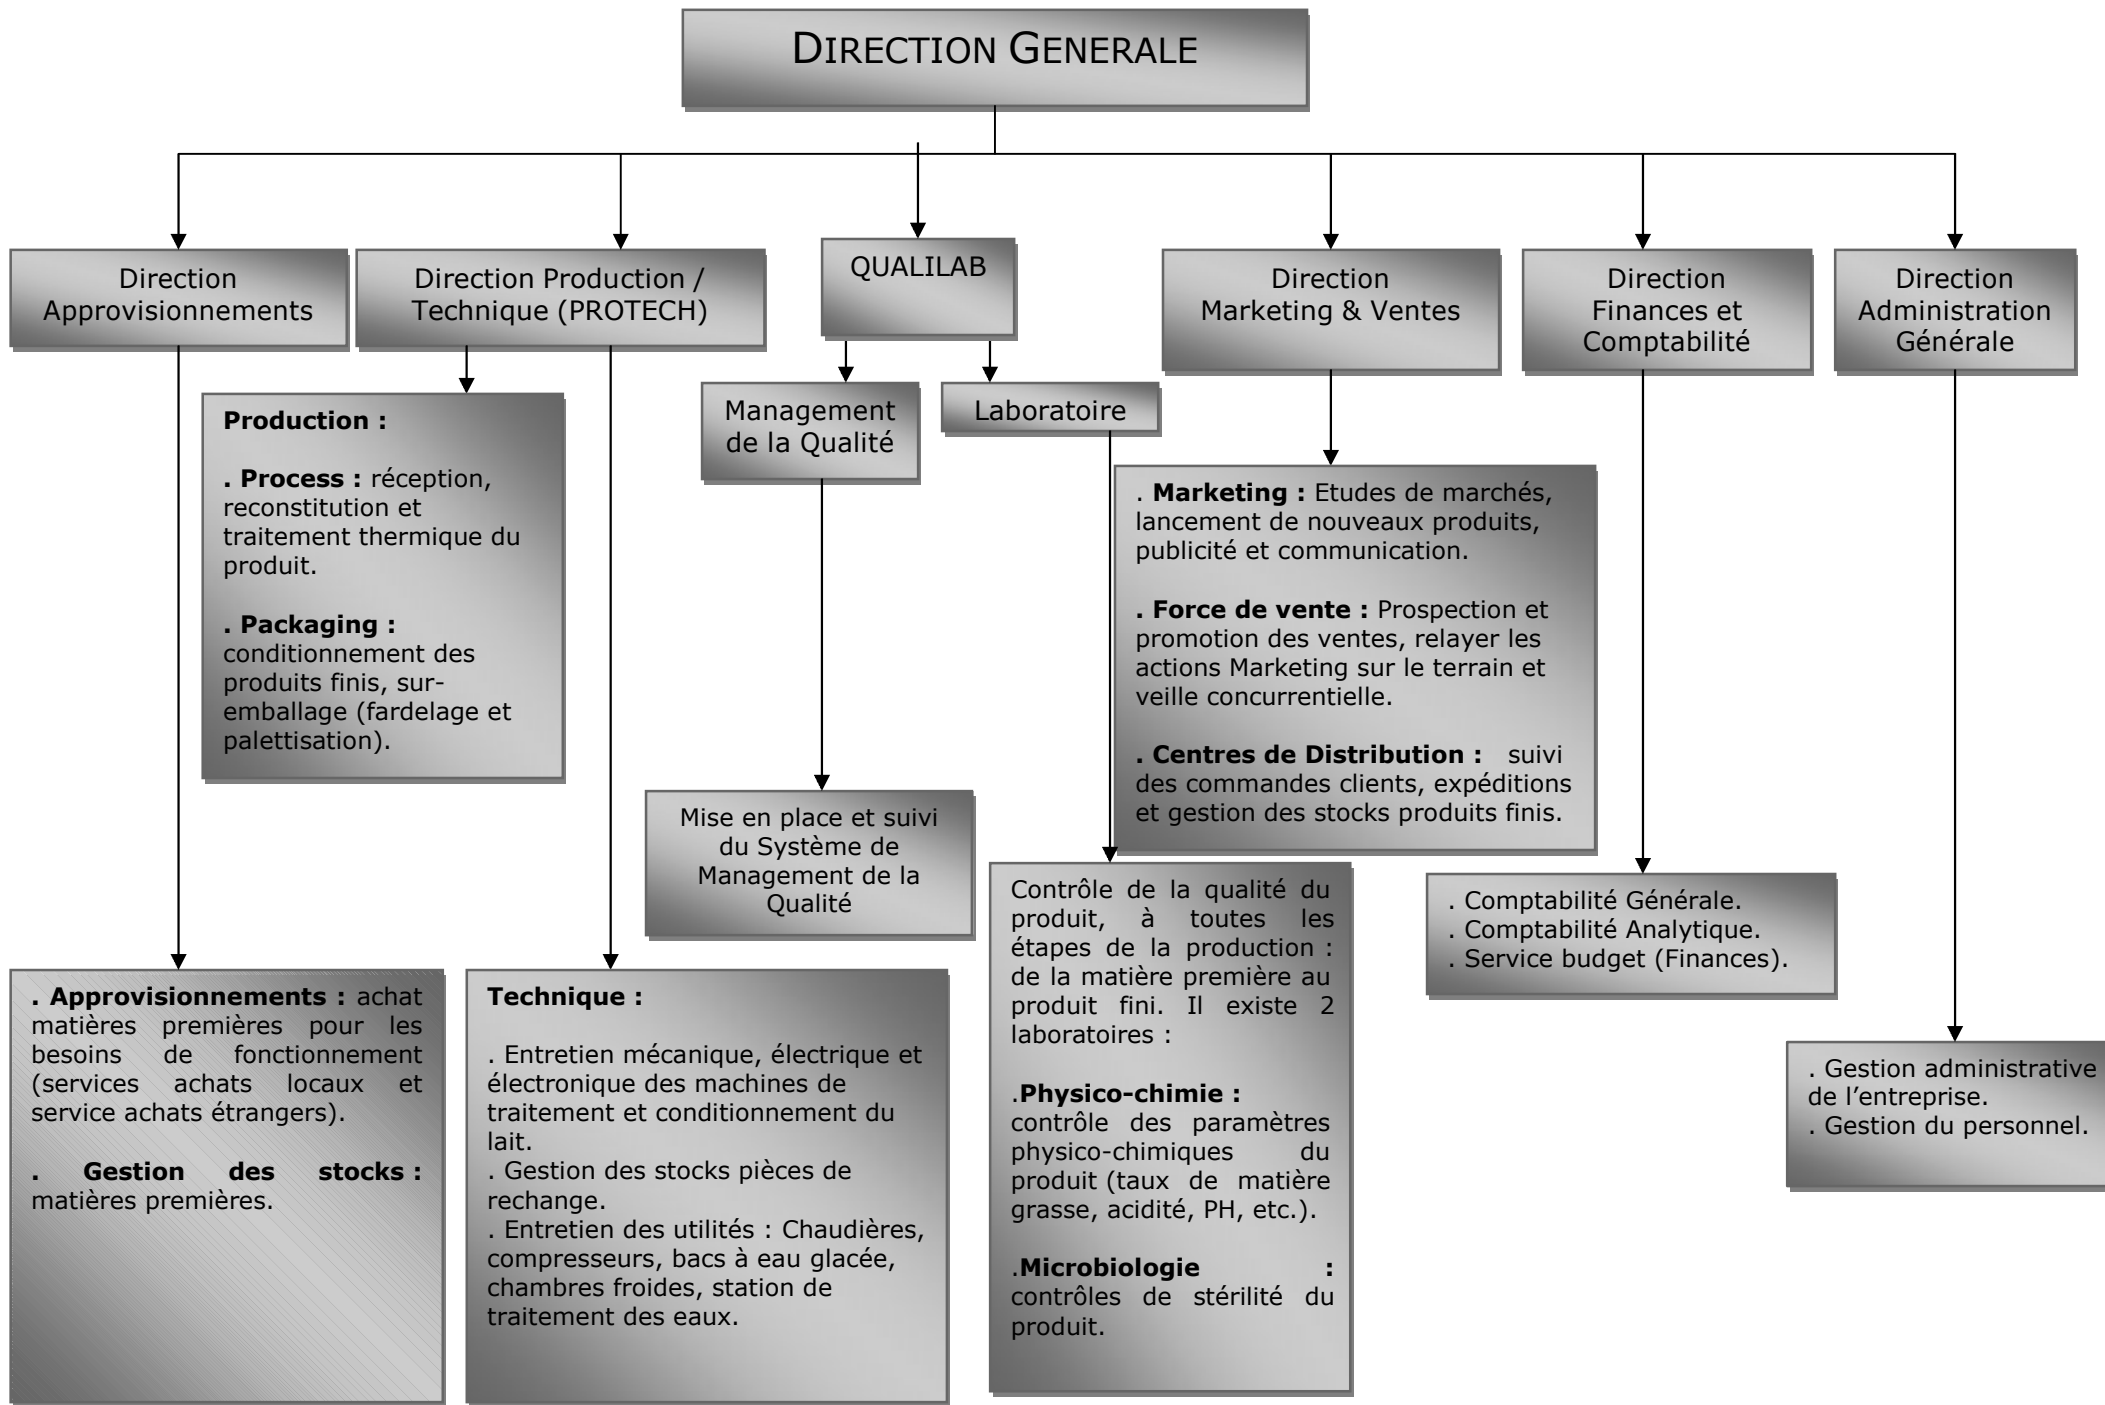 DIRECTION GENERALE
Direction
Approvisionnements
Direction Production /
Technique (PROTECH)
QUALILAB
Direction
Marketing & Ventes
Direction
Finances et
Comptabilité
Direction
Administration
Générale
Production :
. Process : réception,
reconstitution et
traitement thermique du
produit.
. Packaging :
conditionnement des
produits finis, sur-
emballage (fardelage et
palettisation).
Management
de la Qualité
Laboratoire
. Marketing : Etudes de marchés,
lancement de nouveaux produits,
publicité et communication.
. Force de vente : Prospection et
promotion des ventes, relayer les
actions Marketing sur le terrain et
veille concurrentielle.
. Centres de Distribution : suivi
des commandes clients, expéditions
et gestion des stocks produits finis.
Mise en place et suivi
du Système de
Management de la
Qualité
. Approvisionnements : achat
matières premières pour les
besoins de fonctionnement
(services achats locaux et
service achats étrangers).
. Gestion des stocks :
matières premières.
Technique :
. Entretien mécanique, électrique et
électronique des machines de
traitement et conditionnement du
lait.
. Gestion des stocks pièces de
rechange.
. Entretien des utilités : Chaudières,
compresseurs, bacs à eau glacée,
chambres froides, station de
traitement des eaux.
Contrôle de la qualité du
produit, à toutes les
étapes de la production :
de la matière première au
produit fini. Il existe 2
laboratoires :
.Physico-chimie :
contrôle des paramètres
physico-chimiques du
produit (taux de matière
grasse, acidité, PH, etc.).
.Microbiologie :
contrôles de stérilité du
produit.
. Comptabilité Générale.
. Comptabilité Analytique.
. Service budget (Finances).
. Gestion administrative
de l'entreprise.
. Gestion du personnel.